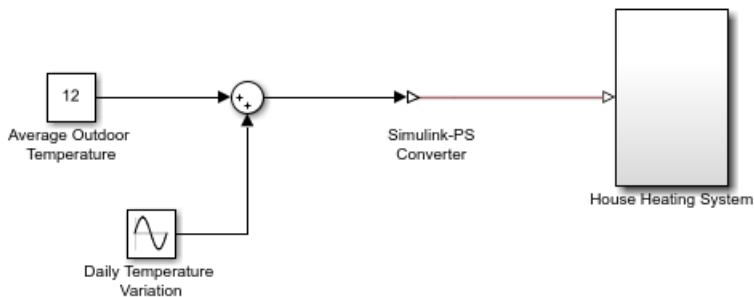 12
Average Outdoor
Temperature
Simulink-PS
Converter
House Heating System
Daily Temperature
Variation